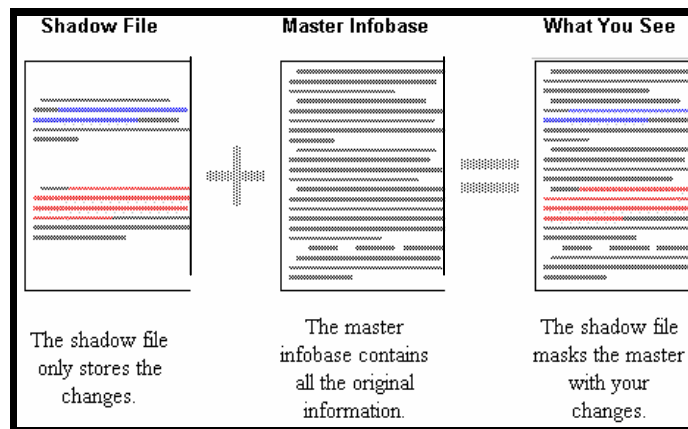 Shadow File
Master Infobase
What You See
The shadow file
only stores the
changes.
The master
infobase contains
all the original
information.
The shadow file
masks the master
with your
changes.